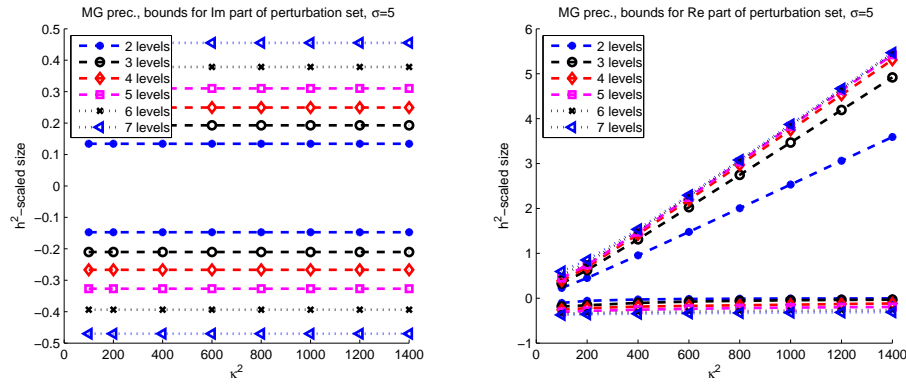 MG prec., bounds for Im part of perturbation set, σ=5
h²−scaled size
0.5
0.4
0.3
0.2
0.1
0
−0.1
−0.2
−0.3
−0.4
−0.5
2 levels
3 levels
4 levels
5 levels
6 levels
7 levels
0 200 400 600 800 1000 1200 1400
κ²
MG prec., bounds for Re part of perturbation set, σ=5
h²−scaled size
6
5
4
3
2
1
0
−1
2 levels
3 levels
4 levels
5 levels
6 levels
7 levels
0 200 400 600 800 1000 1200 1400
κ²